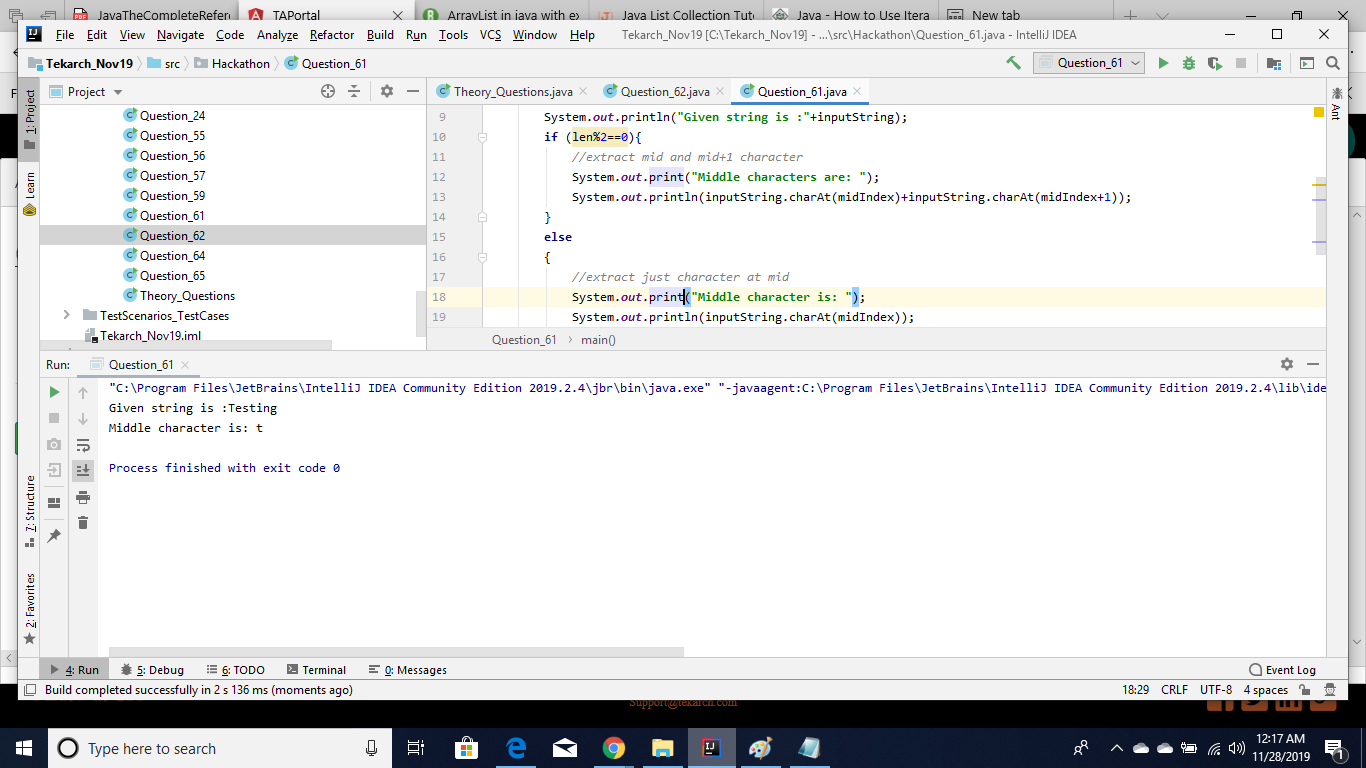 JavaTheCompleteRefere
TAPortal
ArrayList in java with ex
Java List Collection Tuto
Java - How to Use Itera
New tab
File Edit View Navigate Code Analyze Refactor Build Run Tools VCS Window Help
Tekarch_Nov19 [C:\Tekarch_Nov19] - ...\src\Hackathon\Question_61.java - IntelliJ IDEA
Tekarch_Nov19 src Hackathon Question_61
Question_61
1: Project
Project
Theory_Questions.java
Question_62.java
Question_61.java
Ant
Question_24
Question_55
Question_56
Question_57
Question_59
Question_61
Question_62
Question_64
Question_65
Theory_Questions
TestScenarios_TestCases
Tekarch_Nov19.iml
Learn
9 System.out.println("Given string is :"+inputString);
10 if (len%2==0){
11 //extract mid and mid+1 character
12 System.out.print("Middle characters are: ");
13 System.out.println(inputString.charAt(midIndex)+inputString.charAt(midIndex+1));
14 }
15 else
16 {
17 //extract just character at mid
18 System.out.print("Middle character is: ");
19 System.out.println(inputString.charAt(midIndex));
Question_61 main()
Run: Question_61
"C:\Program Files\JetBrains\IntelliJ IDEA Community Edition 2019.2.4\jbr\bin\java.exe" "-javaagent:C:\Program Files\JetBrains\IntelliJ IDEA Community Edition 2019.2.4\lib\ide
Given string is :Testing
Middle character is: t
Process finished with exit code 0
7: Structure
2: Favorites
4: Run 5: Debug 6: TODO Terminal 0: Messages
Event Log
Build completed successfully in 2 s 136 ms (moments ago)
18:29 CRLF UTF-8 4 spaces
Support@tekarch.com
Type here to search
12:17 AM
11/28/2019
1